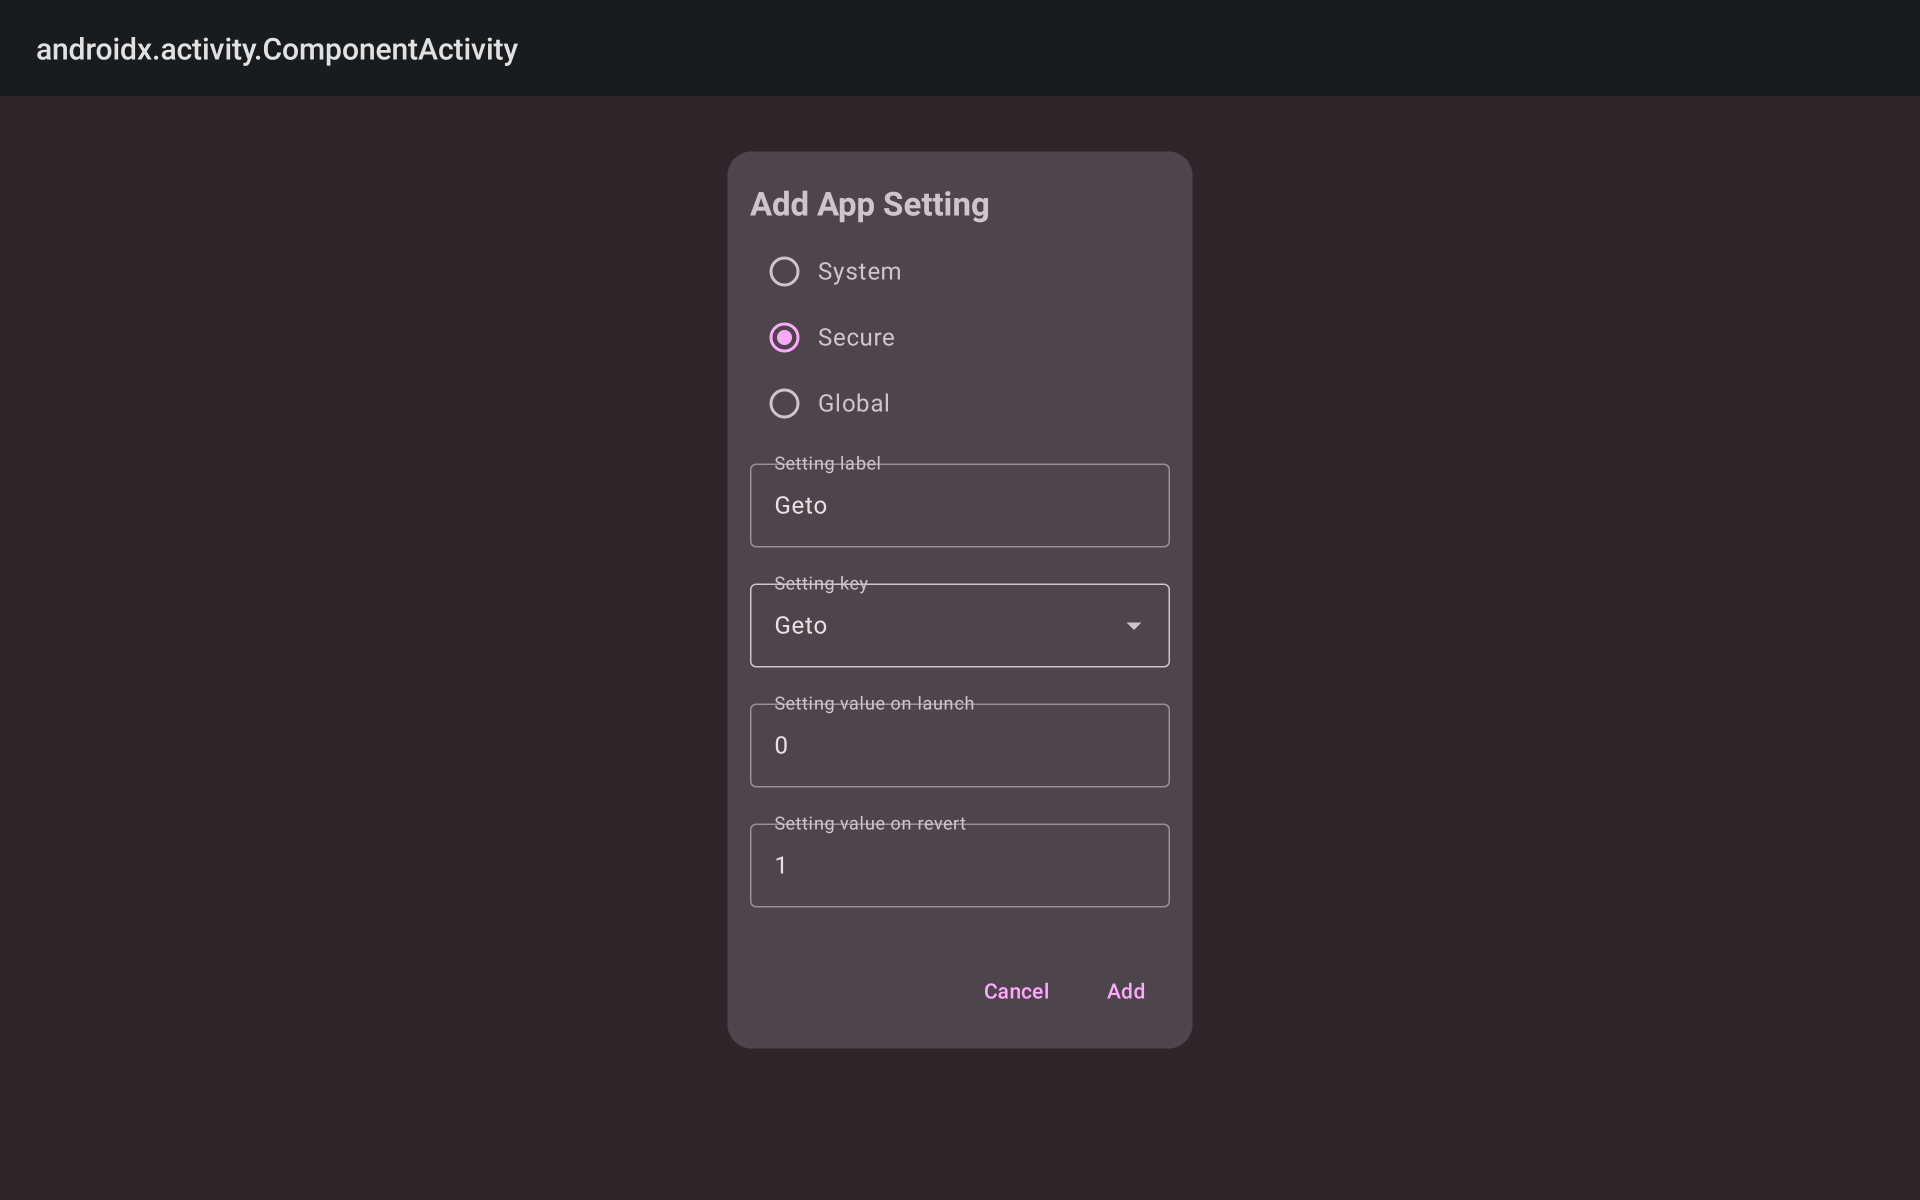 androidx.activity.ComponentActivity
Add App Setting
System
Secure
Global
Setting label
Geto
Setting key
Geto
Setting value on launch
0
Setting value on revert
1
Cancel Add